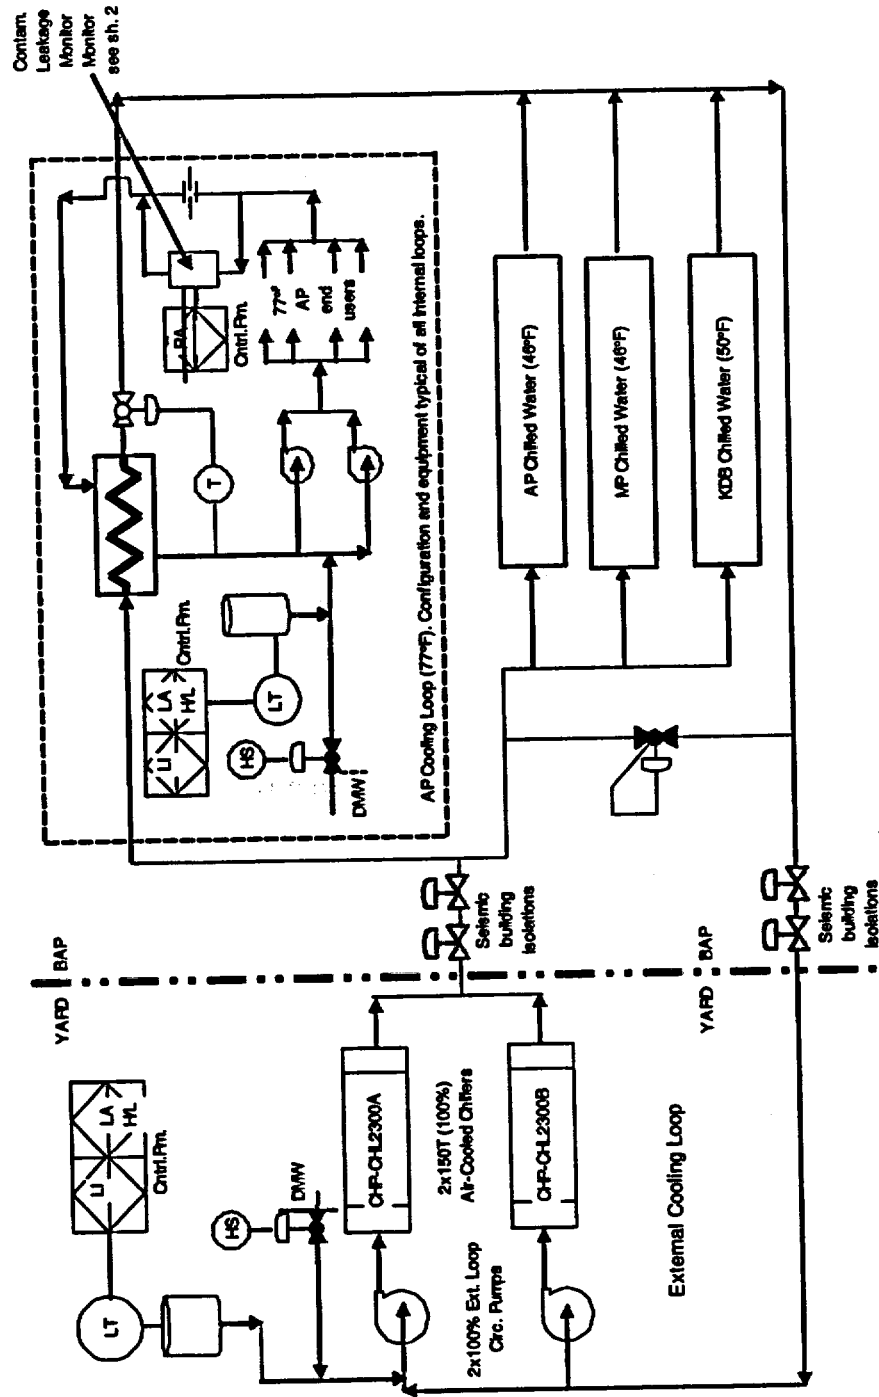 Contam.
Leakage
Monitor
Monitor
see sh. 2
YARD
BAP
LT
LI
LA
H/L
Cntrl.Rm.
HS
DMW
2x100% Ext. Loop
Circ. Pumps
CHP-CHL2300A
2x150T (100%)
Air-Cooled Chillers
CHP-CHL2300B
External Cooling Loop
YARD
BAP
Seismic
building
isolations
Seismic
building
isolations
LI
LA
H/L
Cntrl.Rm.
LT
HS
DMW
T
RA
Cntrl.Rm.
77°F
AP
end
users
AP Cooling Loop (77°F). Configuration and equipment typical of all internal loops.
AP Chilled Water (46°F)
MP Chilled Water (46°F)
KDB Chilled Water (50°F)